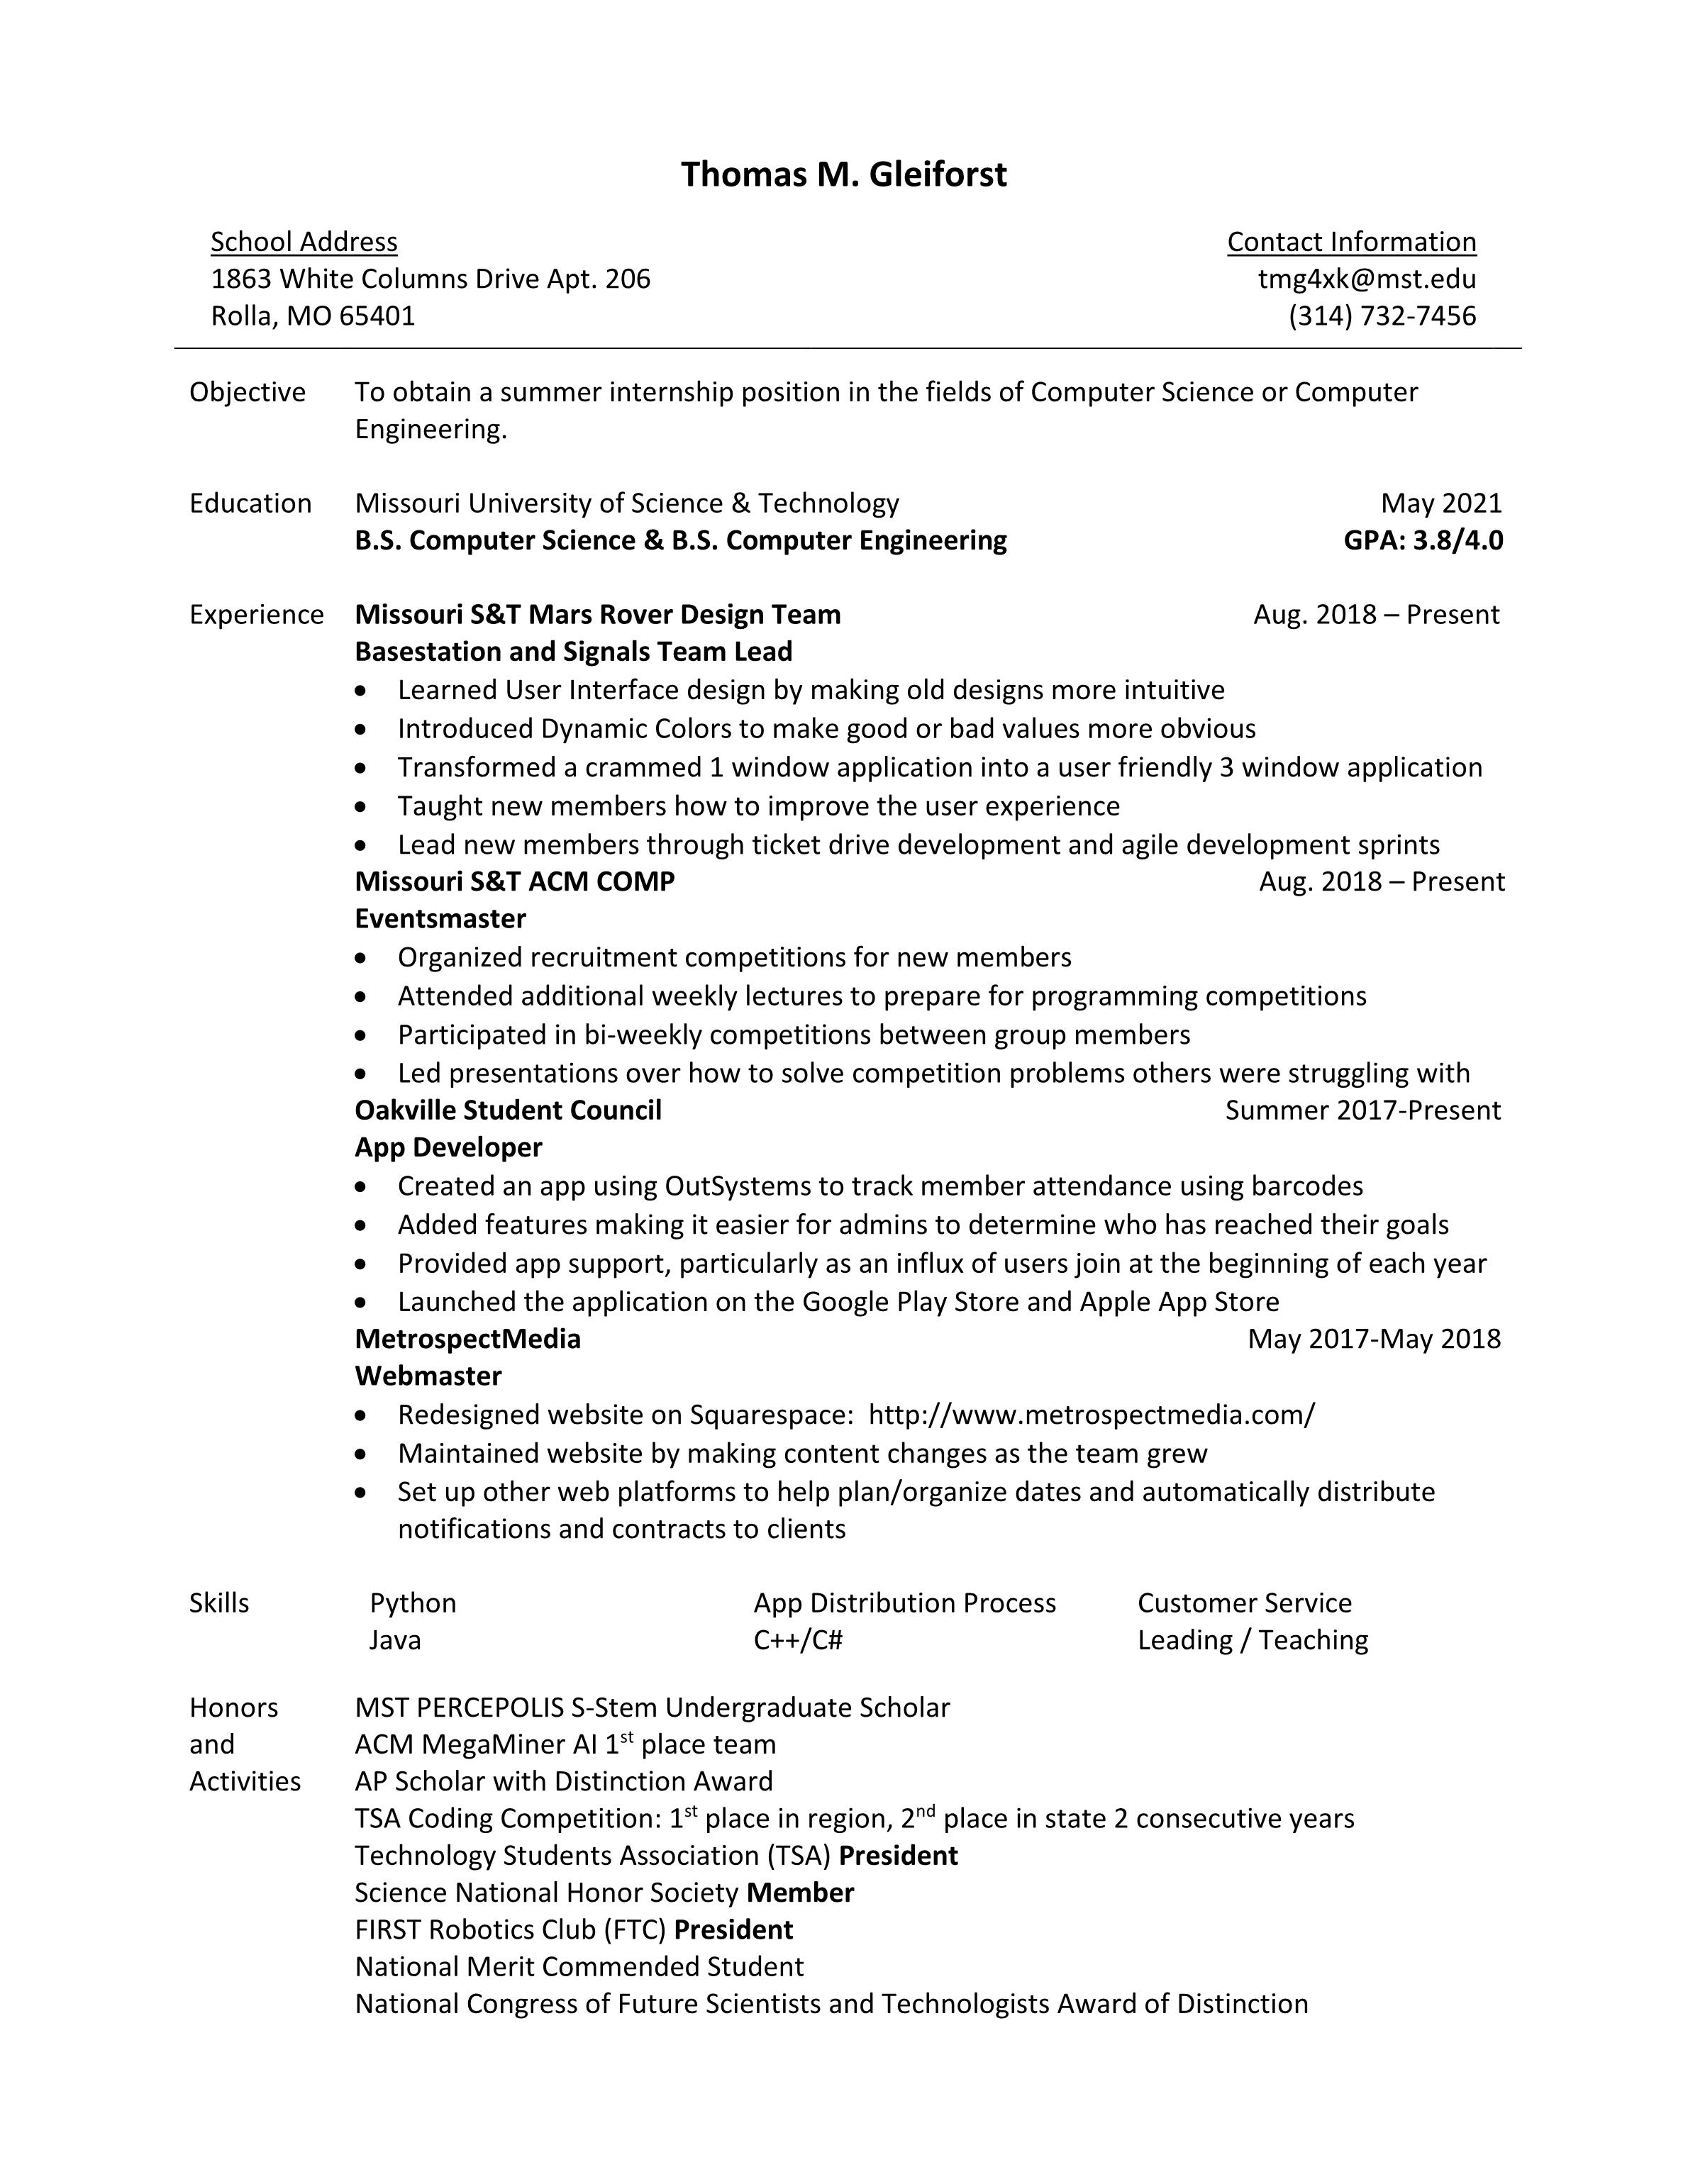 Thomas M. Gleiforst
School Address Contact Information
1863 White Columns Drive Apt. 206 tmg4xk@mst.edu
Rolla, MO 65401 (314) 732-7456
Objective To obtain a summer internship position in the fields of Computer Science or Computer
Engineering.
Education Missouri University of Science & Technology May 2021
B.S. Computer Science & B.S. Computer Engineering GPA: 3.8/4.0
Experience Missouri S&T Mars Rover Design Team Aug. 2018 – Present
Basestation and Signals Team Lead
• Learned User Interface design by making old designs more intuitive
• Introduced Dynamic Colors to make good or bad values more obvious
• Transformed a crammed 1 window application into a user friendly 3 window application
• Taught new members how to improve the user experience
• Lead new members through ticket drive development and agile development sprints
Missouri S&T ACM COMP Aug. 2018 – Present
Eventsmaster
• Organized recruitment competitions for new members
• Attended additional weekly lectures to prepare for programming competitions
• Participated in bi-weekly competitions between group members
• Led presentations over how to solve competition problems others were struggling with
Oakville Student Council Summer 2017-Present
App Developer
• Created an app using OutSystems to track member attendance using barcodes
• Added features making it easier for admins to determine who has reached their goals
• Provided app support, particularly as an influx of users join at the beginning of each year
• Launched the application on the Google Play Store and Apple App Store
MetrospectMedia May 2017-May 2018
Webmaster
• Redesigned website on Squarespace:  http://www.metrospectmedia.com/
• Maintained website by making content changes as the team grew
• Set up other web platforms to help plan/organize dates and automatically distribute
notifications and contracts to clients
Skills Python App Distribution Process Customer Service
Java C++/C# Leading / Teaching
Honors MST PERCEPOLIS S-Stem Undergraduate Scholar
and ACM MegaMiner AI 1st place team
Activities AP Scholar with Distinction Award
TSA Coding Competition: 1st place in region, 2nd place in state 2 consecutive years
Technology Students Association (TSA) President
Science National Honor Society Member
FIRST Robotics Club (FTC) President
National Merit Commended Student
National Congress of Future Scientists and Technologists Award of Distinction